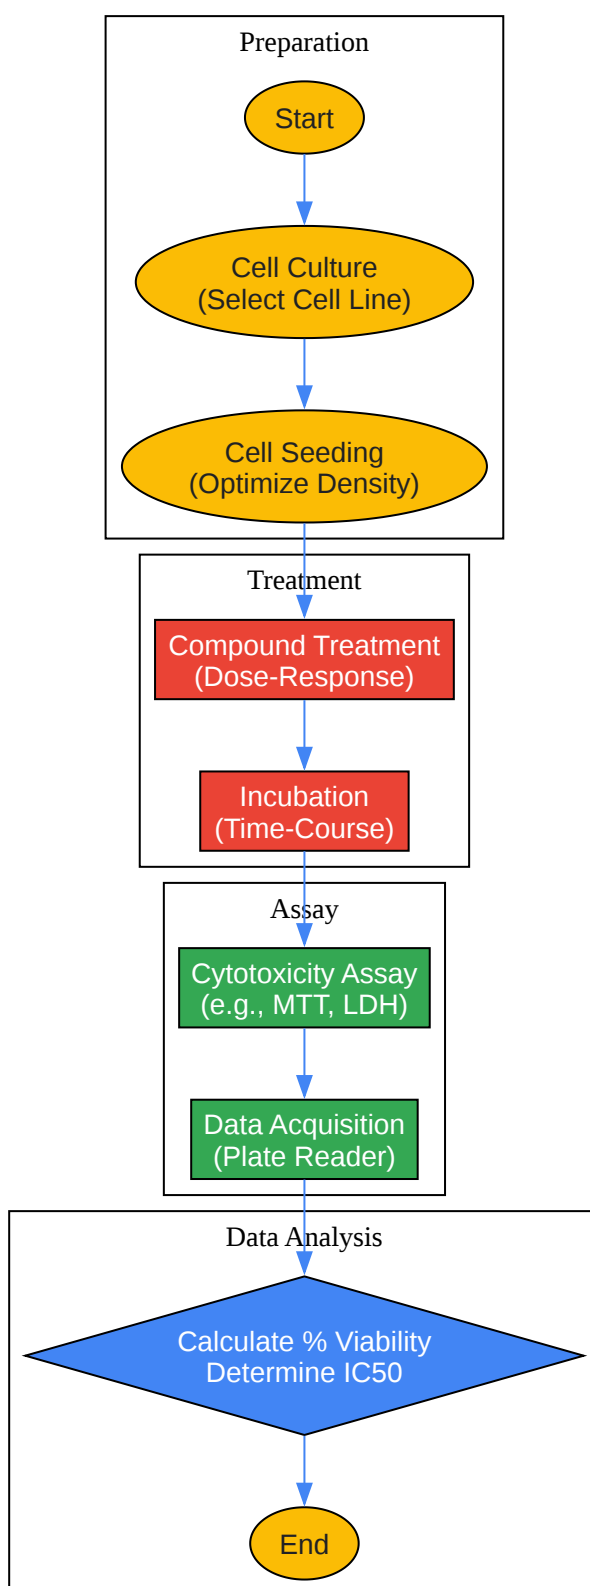 Preparation
Start
Cell Culture
(Select Cell Line)
Cell Seeding
(Optimize Density)
Treatment
Compound Treatment
(Dose-Response)
Incubation
(Time-Course)
Assay
Cytotoxicity Assay
(e.g., MTT, LDH)
Data Acquisition
(Plate Reader)
Data Analysis
Calculate % Viability
Determine IC50
End